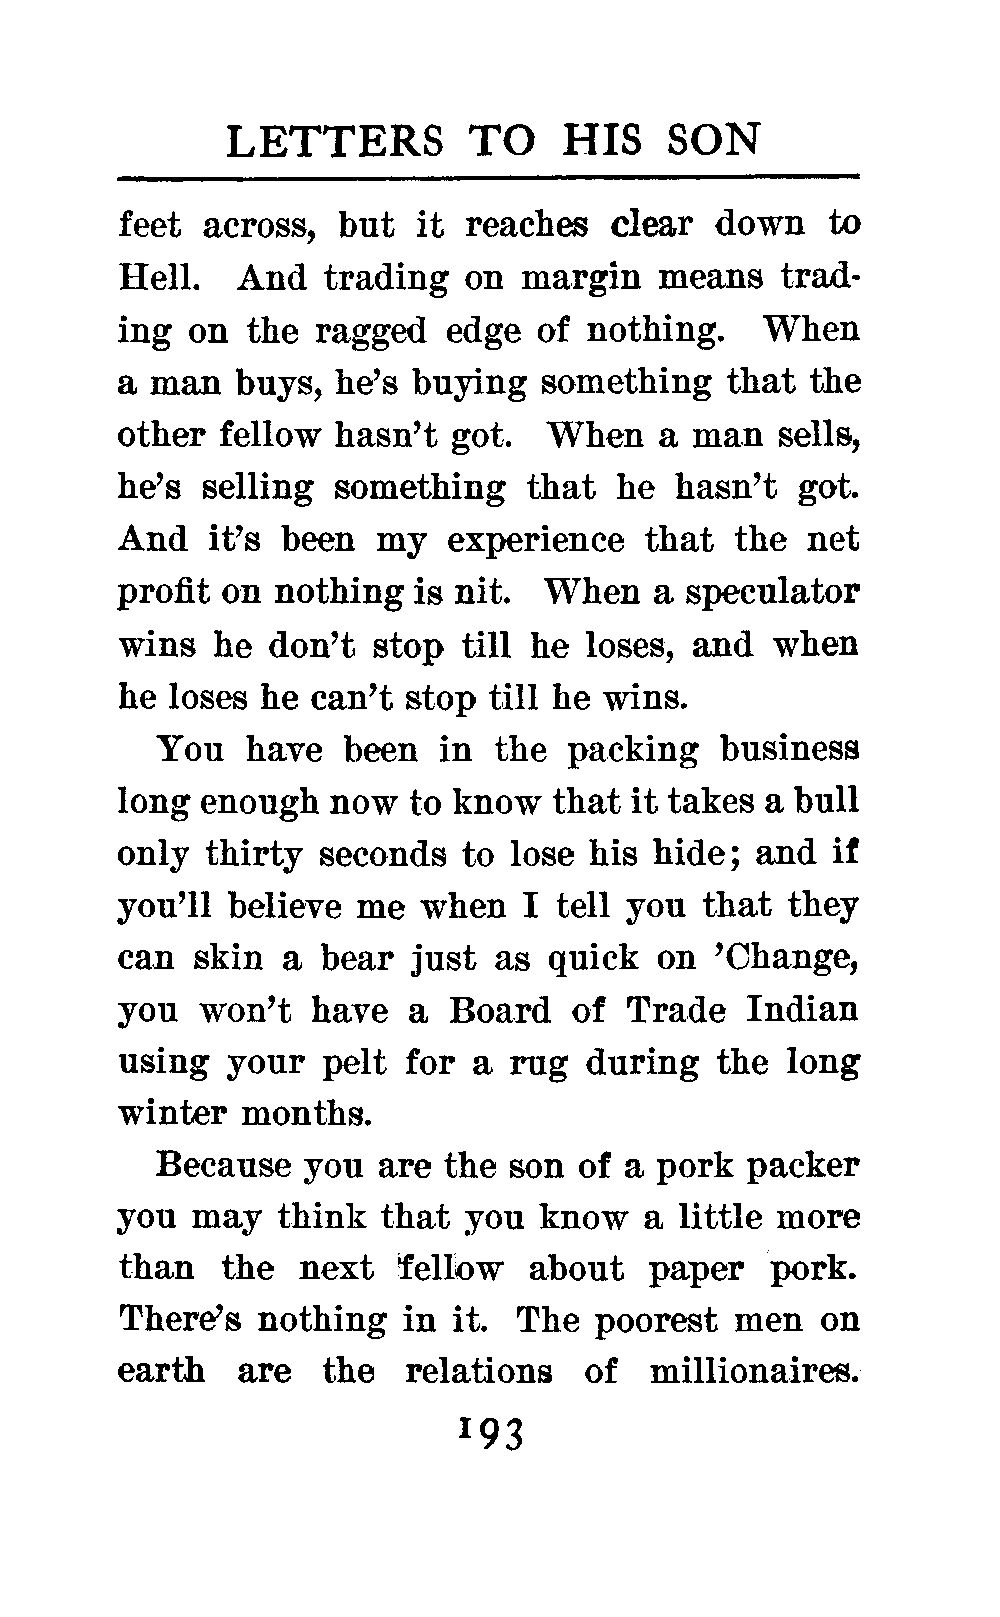 LETTERS TO HIS SON
feet across, but it reaches clear down to
Hell. And trading on margin means trad-
ing on the ragged edge of nothing. When
a man buys, he's buying something that the
other fellow hasn't got. When a man sells,
he's selling something that he hasn't got.
And it's been my experience that the net
profit on nothing is nit. When a speculator
wins he don't stop till he loses, and when
he loses he can't stop till he wins.
You have been in the packing business
long enough now to know that it takes a bull
only thirty seconds to lose his hide; and if
you'll believe me when I tell you that they
can skin a bear just as quick on 'Change,
you won't have a Board of Trade Indian
using your pelt for a rug during the long
winter months.
Because you are the son of a pork packer
you may think that you know a little more
than the next fellow about paper pork.
There's nothing in it. The poorest men on
earth are the relations of millionaires.
193